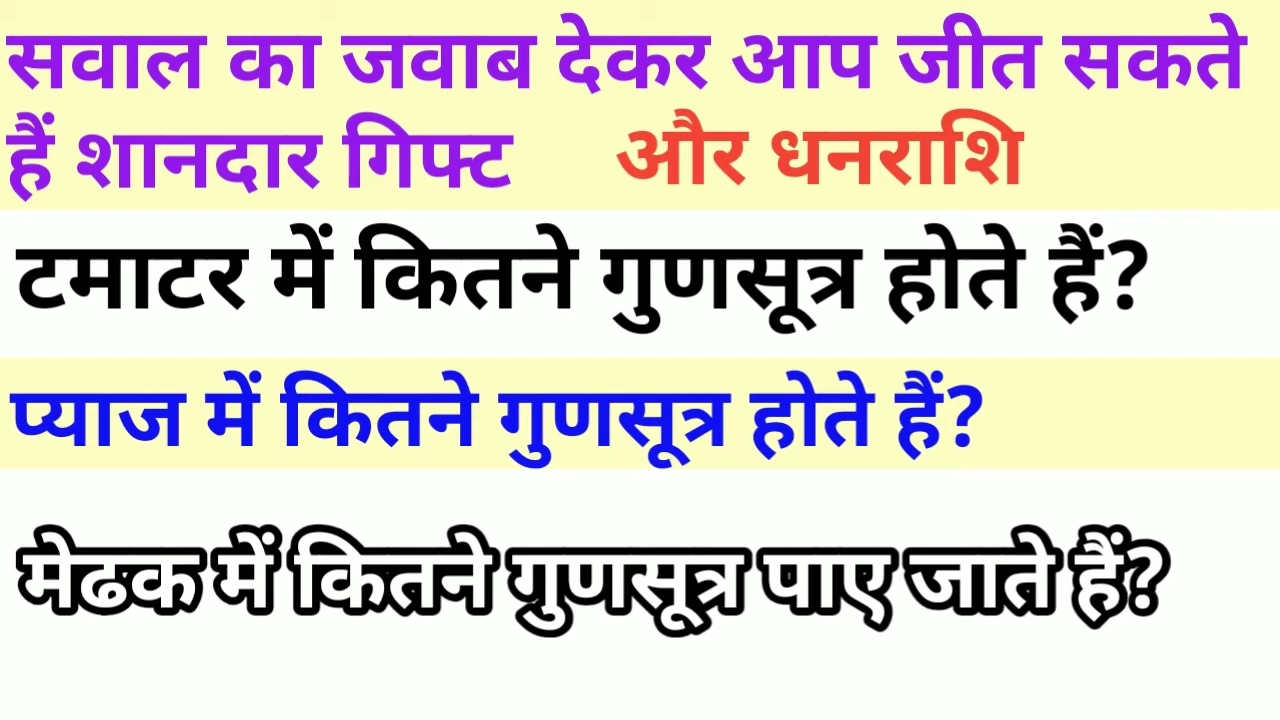 सवाल का जवाब देकर आप जीत सकते
हैं शानदार गिफ्ट और धनराशि
टमाटर में कितने गुणसूत्र होते हैं?
प्याज में कितने गुणसूत्र होते हैं?
मेढक में कितने गुणसूत्र पाए जाते हैं?